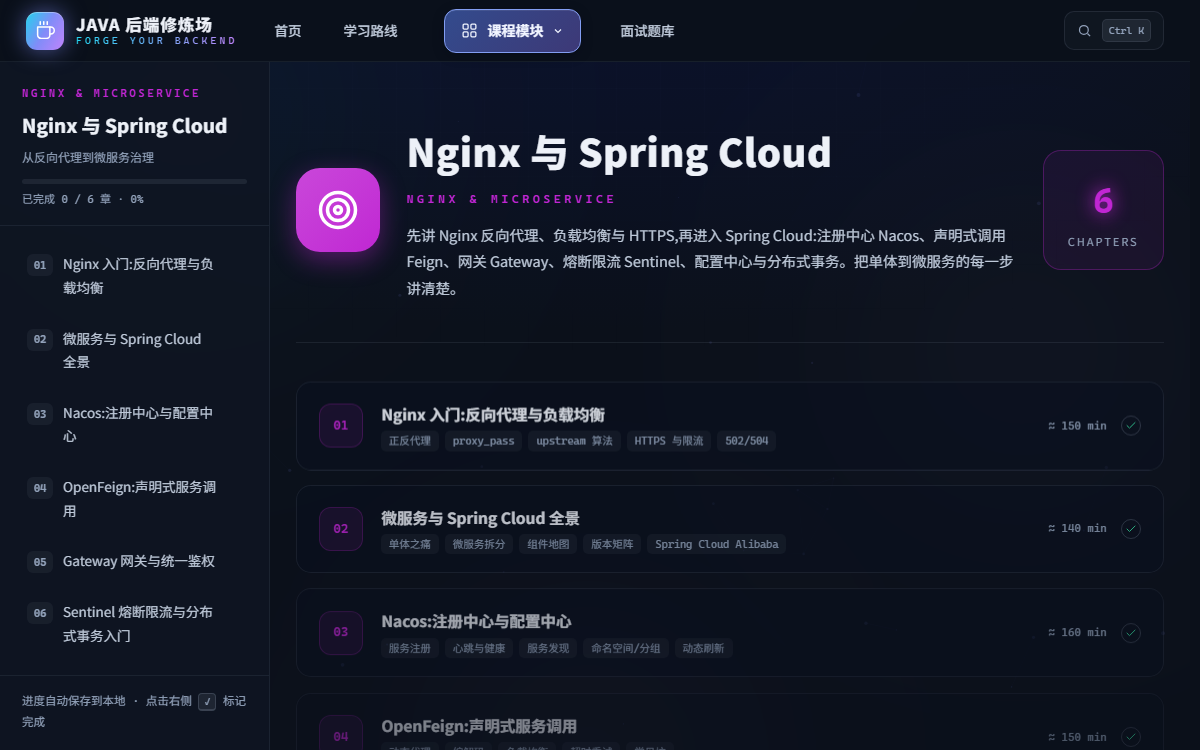 JAVA 后端修炼场
FORGE YOUR BACKEND
首页
学习路线
课程模块
面试题库
Ctrl K
NGINX & MICROSERVICE
Nginx 与 Spring Cloud
从反向代理到微服务治理
已完成 0 / 6 章 · 0%
01 Nginx 入门:反向代理与负
载均衡
02 微服务与 Spring Cloud
全景
03 Nacos:注册中心与配置中
心
04 OpenFeign:声明式服务调
用
05 Gateway 网关与统一鉴权
06 Sentinel 熔断限流与分布
式事务入门
进度自动保存到本地 · 点击右侧 ✓ 标记
完成
Nginx 与 Spring Cloud
NGINX & MICROSERVICE
先讲 Nginx 反向代理、负载均衡与 HTTPS,再进入 Spring Cloud:注册中心 Nacos、声明式调用
Feign、网关 Gateway、熔断限流 Sentinel、配置中心与分布式事务。把单体到微服务的每一步
讲清楚。
6
CHAPTERS
01
Nginx 入门:反向代理与负载均衡
正反代理 proxy_pass upstream 算法 HTTPS 与限流 502/504
≈ 150 min
02
微服务与 Spring Cloud 全景
单体之痛 微服务拆分 组件地图 版本矩阵 Spring Cloud Alibaba
≈ 140 min
03
Nacos:注册中心与配置中心
服务注册 心跳与健康 服务发现 命名空间/分组 动态刷新
≈ 160 min
04
OpenFeign:声明式服务调用
≈ 150 min